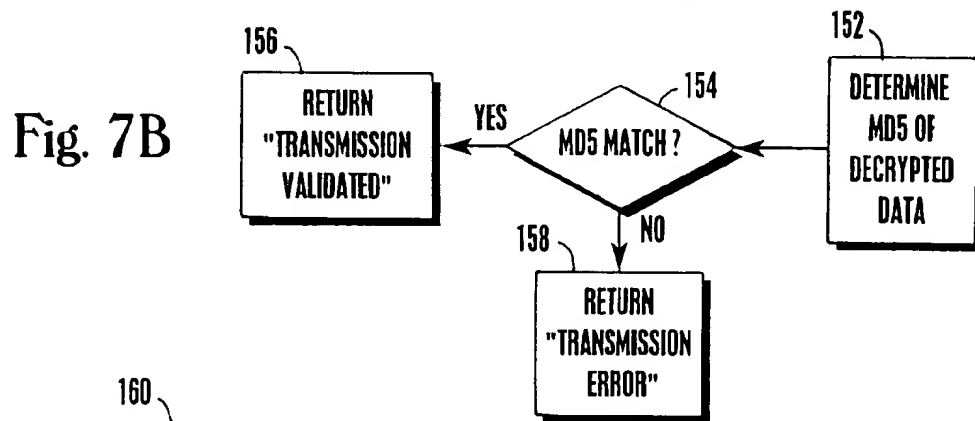 Fig. 7B
156
RETURN
"TRANSMISSION
VALIDATED"
YES
154
MD5 MATCH ?
152
DETERMINE
MD5 OF
DECRYPTED
DATA
NO
158
RETURN
"TRANSMISSION
ERROR"
160